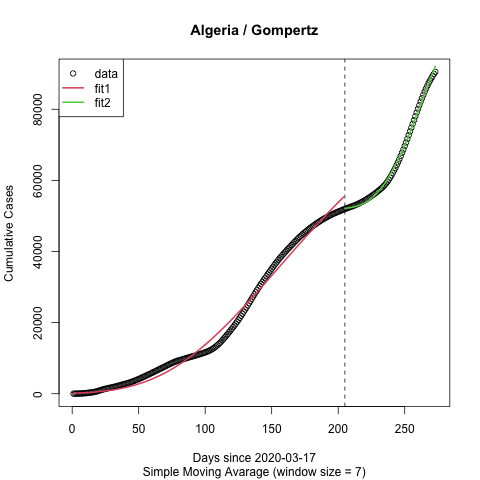 Algeria / Gompertz
data
fit1
fit2
Cumulative Cases
0
20000
40000
60000
80000
0
50
100
150
200
250
Days since 2020-03-17
Simple Moving Avarage (window size = 7)